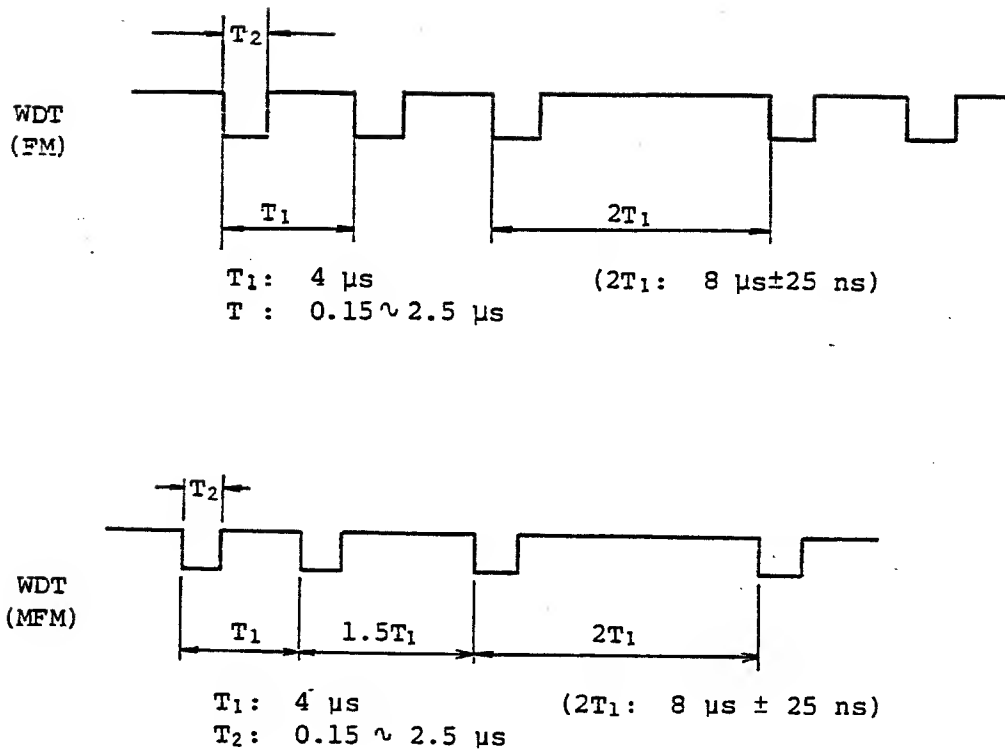 T2
WDT
(FM)
T1
2T1
T1: 4 µs
(2T1: 8 µs±25 ns)
T : 0.15 ∿ 2.5 µs
T2
WDT
(MFM)
T1
1.5T1
2T1
T1: 4 µs
(2T1: 8 µs ± 25 ns)
T2: 0.15 ∿ 2.5 µs